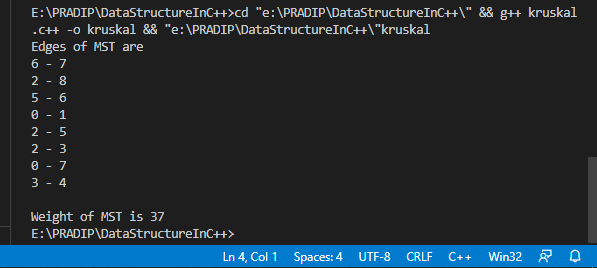 E:\PRADIP\DataStructureInC++>cd "e:\PRADIP\DataStructureInC++\" && g++ kruskal
.c++ -o kruskal && "e:\PRADIP\DataStructureInC++\"kruskal
Edges of MST are
6 - 7
2 - 8
5 - 6
0 - 1
2 - 5
2 - 3
0 - 7
3 - 4
Weight of MST is 37
E:\PRADIP\DataStructureInC++>
Ln 4, Col 1 Spaces: 4 UTF-8 CRLF C++ Win32